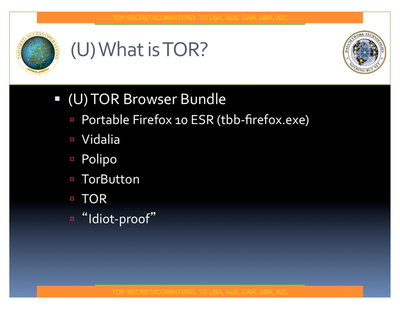 TOP SECRET//COMINT//REL TO USA, AUS, CAN, GBR, NZL
(U) What is TOR?
(U) TOR Browser Bundle
Portable Firefox 10 ESR (tbb-firefox.exe)
Vidalia
Polipo
TorButton
TOR
“Idiot-proof”
TOP SECRET//COMINT//REL TO USA, AUS, CAN, GBR, NZL